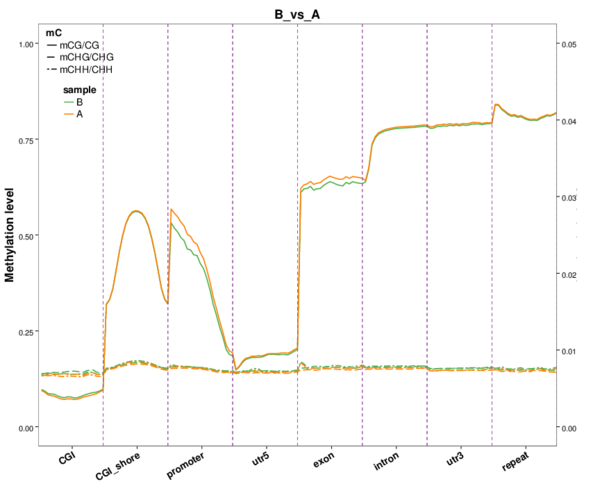 B_vs_A
mC
mCG/CG
mCHG/CHG
mCHH/CHH
sample
B
A
Methylation level
1.00
0.75
0.50
0.25
0.00
0.05
0.04
0.03
0.02
0.01
0.00
CGI
CGI_shore
promoter
utr5
exon
intron
utr3
repeat